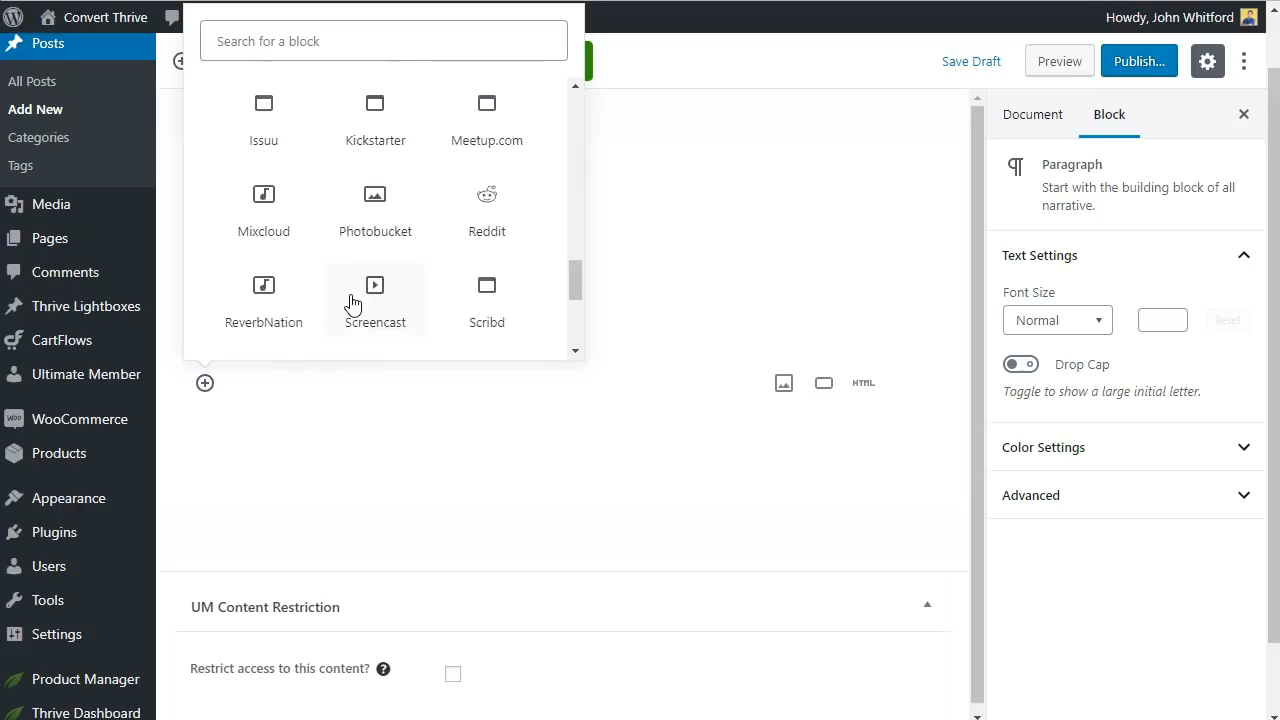 Convert Thrive
Howdy, John Whitford
Posts
All Posts
Add New
Categories
Tags
Media
Pages
Comments
Thrive Lightboxes
CartFlows
Ultimate Member
WOO WooCommerce
Products
Appearance
Plugins
Users
Tools
Settings
Product Manager
Thrive Dashboard
Search for a block
Issuu Kickstarter Meetup.com
Mixcloud Photobucket Reddit
ReverbNation Screencast Scribd
HTML
UM Content Restriction
Restrict access to this content? ?
Save Draft Preview Publish...
Document Block
Paragraph
Start with the building block of all
narrative.
Text Settings
Font Size
Normal Reset
Drop Cap
Toggle to show a large initial letter.
Color Settings
Advanced